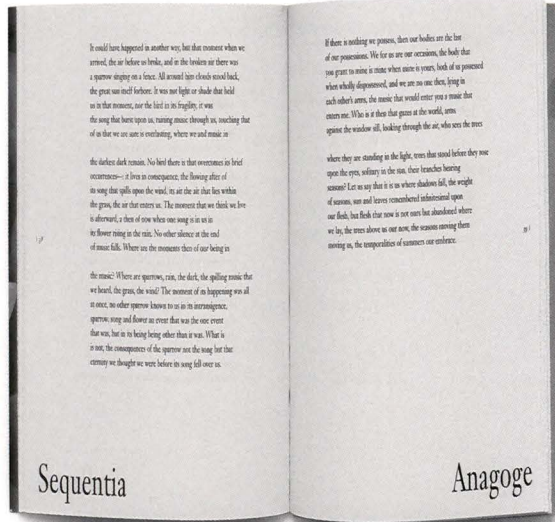 It could have happened in another way, but that moment when we
arrived, the air before us broke, and in the broken air there was
a sparrow singing on a fence. All around him clouds stood back,
the great sun itself forbore. It was not light or shade that held
us in that moment, nor the bird in its fragility, it was
the song that burst upon us, raining music through us, touching that
of us that we are sure is everlasting, where we and music in

the darkest dark remain. No bird there is that overcomes in brief
occurrences—: it lives in consequence, the flowing after of
its song that spills upon the wind, its air the air that lies within
the grass, the air that enters us. The moment that we think we live
is afterward, a then of now when one song is in us in
its flower rising in the rain. No other silence at the end
of music falls. Where are the moments then of our being in

the music? Where are sparrows, rain, the dark, the spilling music that
we heard, the grass, the wind? The moment of its happening was all
at once, no other sparrow known to us in its intransigence,
sparrow, song and flower an event that was the one event
that was, but in its being being other than it was. What is
is not, the consequences of the sparrow not the song but that
eternity we thought we were before its song fell over us.
Sequentia
If there is nothing we possess, then our bodies are the last
of our possessions. We for us are our occasions, the body that
you grant to mine is mine when mine is yours, both of us possessed
when wholly dispossessed, and we are no one then, lying in
each other's arms, the music that would enter you a music that
enters me. Who is it then that gazes at the world, arms
against the window sill, looking through the air, who sees the trees

where they are standing in the light, trees that stood before they rose
upon the eyes, solitary in the sun, their branches bearing
seasons? Let us say that it is us where shadows fall, the weight
of seasons, sun and leaves remembered infinitesimal upon
our flesh, but flesh that now is not ours but abandoned where
we lay, the trees above us our now, the seasons moving them
moving us, the temporalities of summers our embrace.
Anagoge